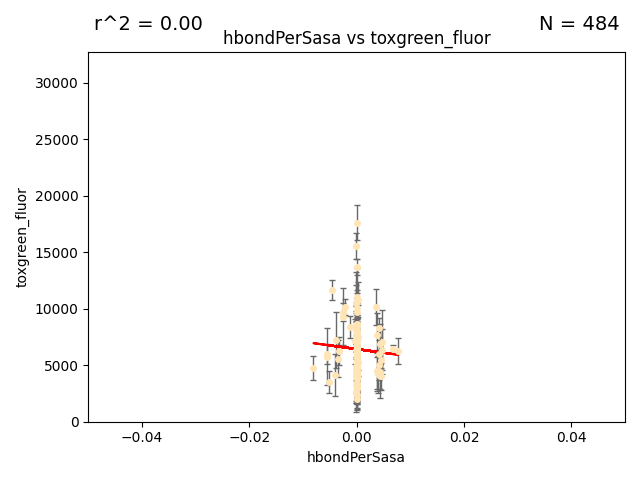 r^2 = 0.00
N = 484
hbondPerSasa vs toxgreen_fluor
30000
25000
20000
15000
10000
5000
0
toxgreen_fluor
−0.04
−0.02
0.00
0.02
0.04
hbondPerSasa